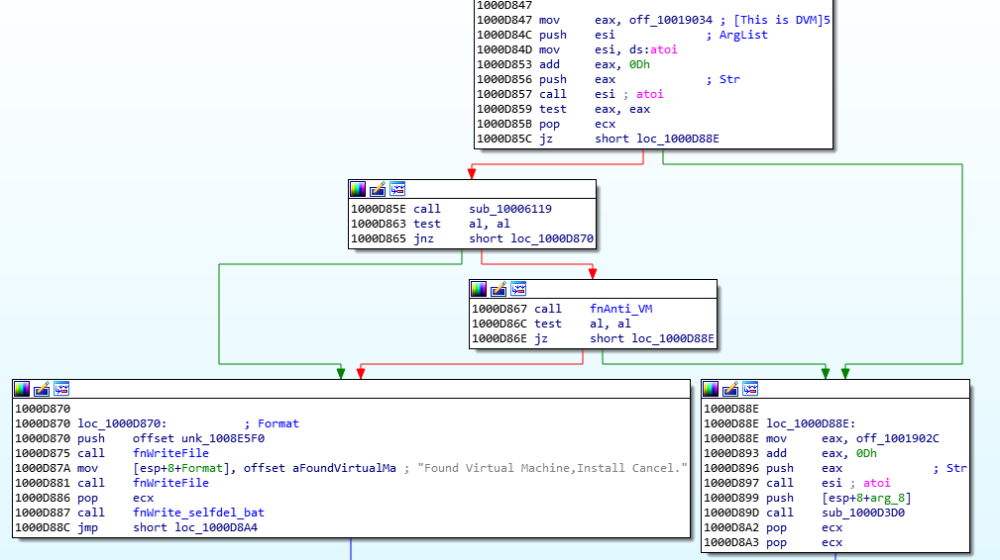 1000D847
1000D847 mov eax, off_10019034 ; [This is DVM]5
1000D84C push esi ; ArgList
1000D84D mov esi, ds:atoi
1000D853 add eax, 0Dh
1000D856 push eax ; Str
1000D857 call esi ; atoi
1000D859 test eax, eax
1000D85B pop ecx
1000D85C jz short loc_1000D88E
1000D85E call sub_10006119
1000D863 test al, al
1000D865 jnz short loc_1000D870
1000D867 call fnAnti_VM
1000D86C test al, al
1000D86E jz short loc_1000D88E
1000D870
1000D870 loc_1000D870: ; Format
1000D870 push offset unk_1008E5F0
1000D875 call fnWriteFile
1000D87A mov [esp+8+Format], offset aFoundVirtualMa ; "Found Virtual Machine,Install Cancel."
1000D881 call fnWriteFile
1000D886 pop ecx
1000D887 call fnWrite_selfdel_bat
1000D88C jmp short loc_1000D8A4
1000D88E
1000D88E loc_1000D88E:
1000D88E mov eax, off_1001902C
1000D893 add eax, 0Dh
1000D896 push eax ; Str
1000D897 call esi ; atoi
1000D899 push [esp+8+arg_8]
1000D89D call sub_1000D3D0
1000D8A2 pop ecx
1000D8A3 pop ecx